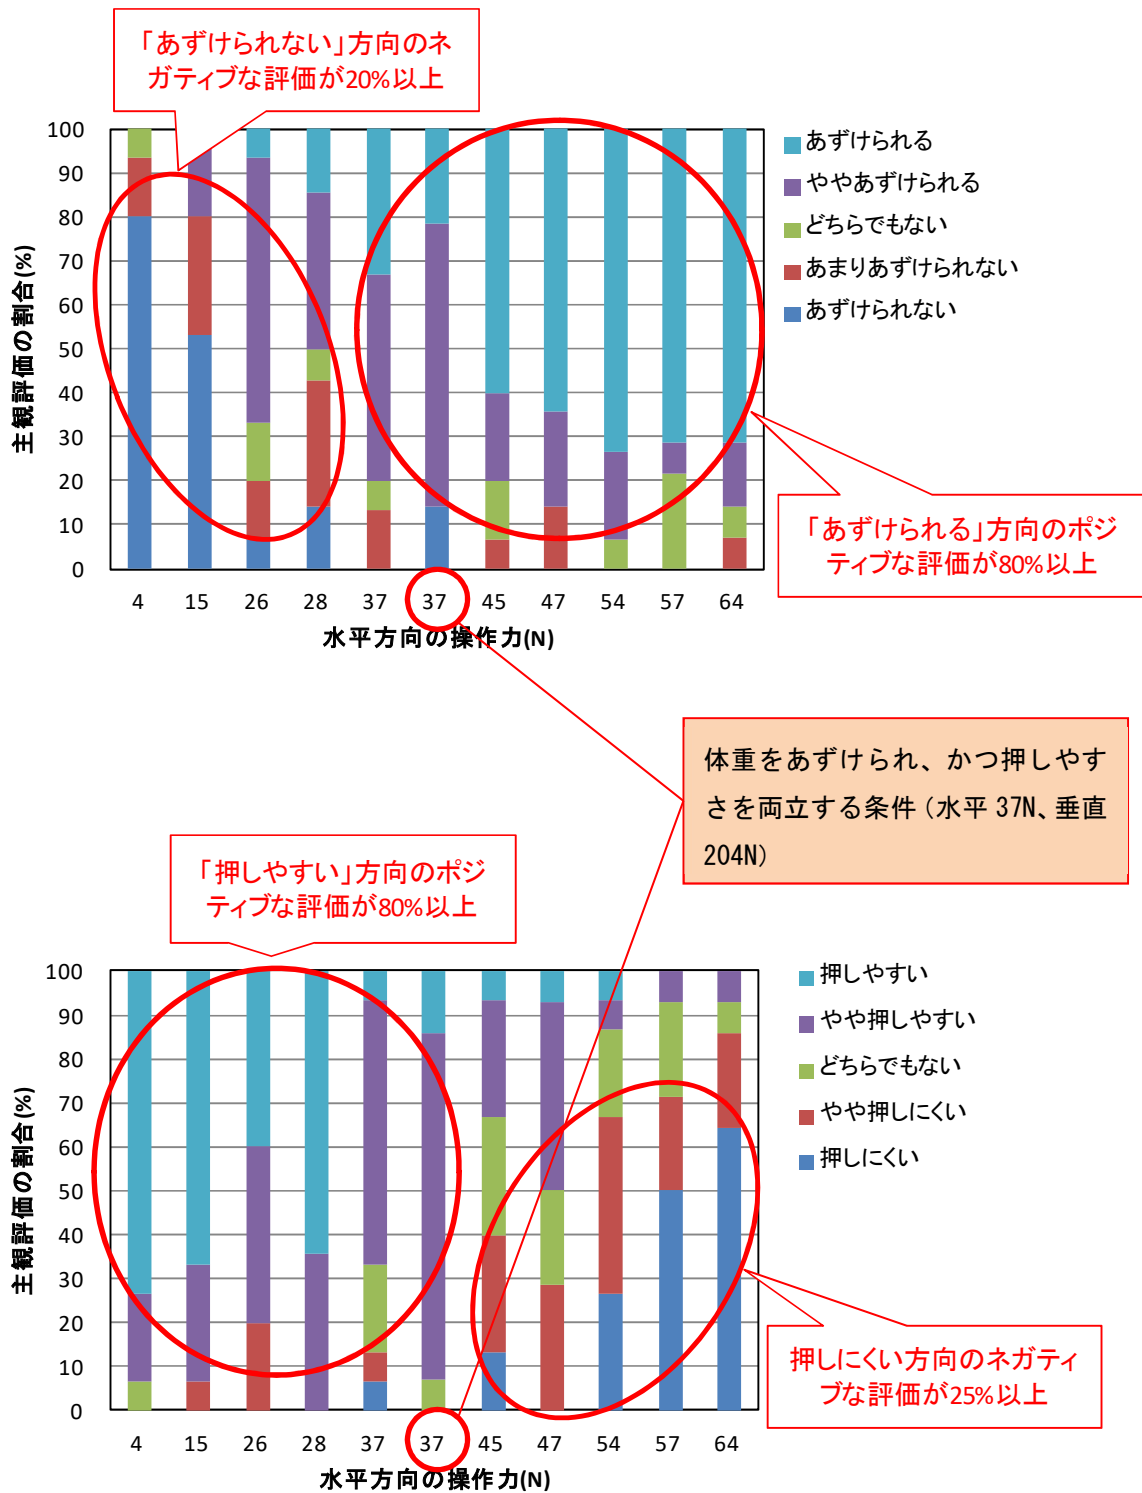 「あずけられない」方向のネ
ガティブな評価が20%以上
100
90
80
70
60
50
40
30
20
10
0
主観評価の割合(%)
4 15 26 28 37 37 45 47 54 57 64
水平方向の操作力(N)
あずけられる
ややあずけられる
どちらでもない
あまりあずけられない
あずけられない
「あずけられる」方向のポジ
ティブな評価が80%以上
体重をあずけられ、かつ押しやす
さを両立する条件（水平 37N、垂直
204N）
「押しやすい」方向のポジ
ティブな評価が80%以上
100
90
80
70
60
50
40
30
20
10
0
主観評価の割合(%)
4 15 26 28 37 37 45 47 54 57 64
水平方向の操作力(N)
押しやすい
やや押しやすい
どちらでもない
やや押しにくい
押しにくい
押しにくい方向のネガティ
ブな評価が25%以上